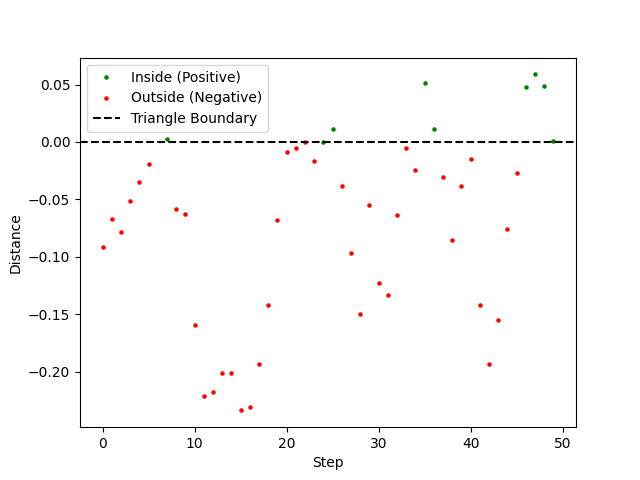 Inside (Positive)
Outside (Negative)
Triangle Boundary
0.05
0.00
−0.05
−0.10
−0.15
−0.20
Distance
0 10 20 30 40 50
Step